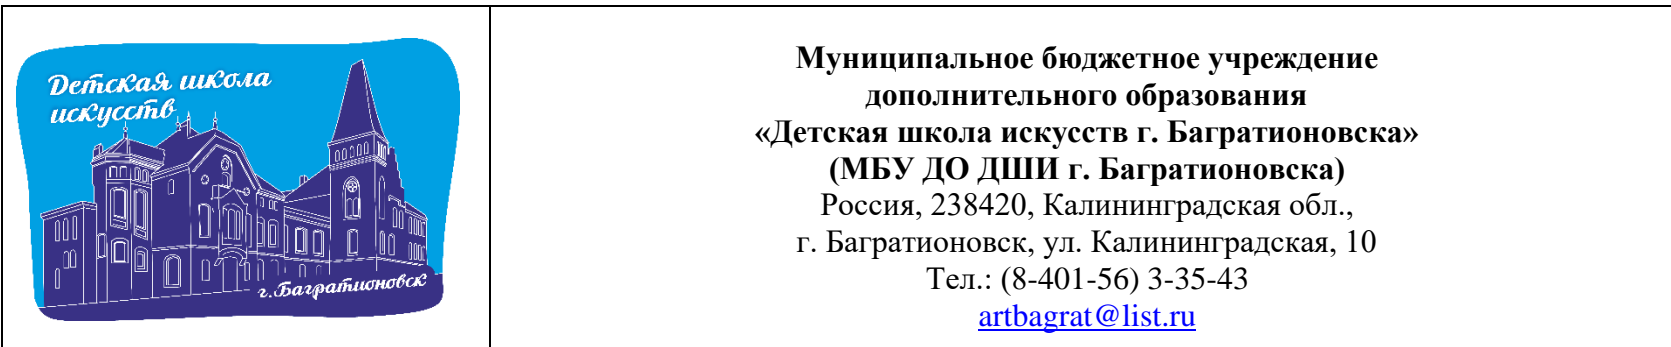 Детская школа
искусств
г.Багратионовск
Муниципальное бюджетное учреждение
дополнительного образования
«Детская школа искусств г. Багратионовска»
(МБУ ДО ДШИ г. Багратионовска)
Россия, 238420, Калининградская обл.,
г. Багратионовск, ул. Калининградская, 10
Тел.: (8-401-56) 3-35-43
artbagrat@list.ru